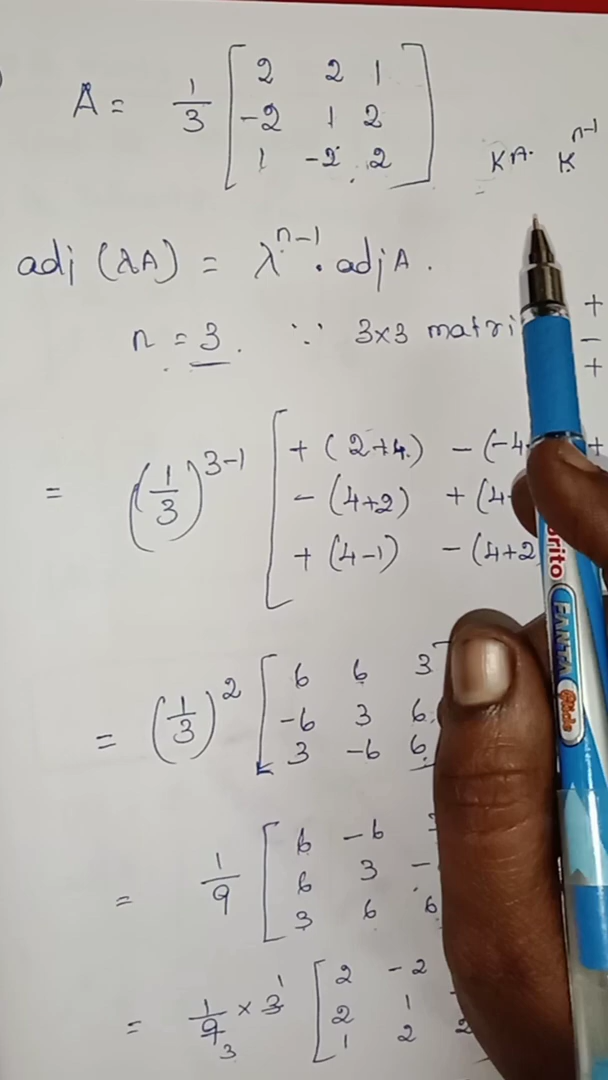 A = 1/3 [ 2 2 1
-2 1 2
1 -2 2 ]
KA. K^n-1
adj (λA) = λ^n-1 . adj A.
n = 3. ∵ 3×3 matri
+
-
+
= (1/3)^3-1 [ + (2+4) - (-4 +
- (4+2) + (4-
+ (4-1) - (4+2
= (1/3)^2 [ 6 6 3
-6 3 6
3 -6 6 ]
= 1/9 [ 6 -6
6 3 -
3 6 6
= 1/9 3 × 3 1 [ 2 -2
2 1
1 2 2
FANTA
Glide